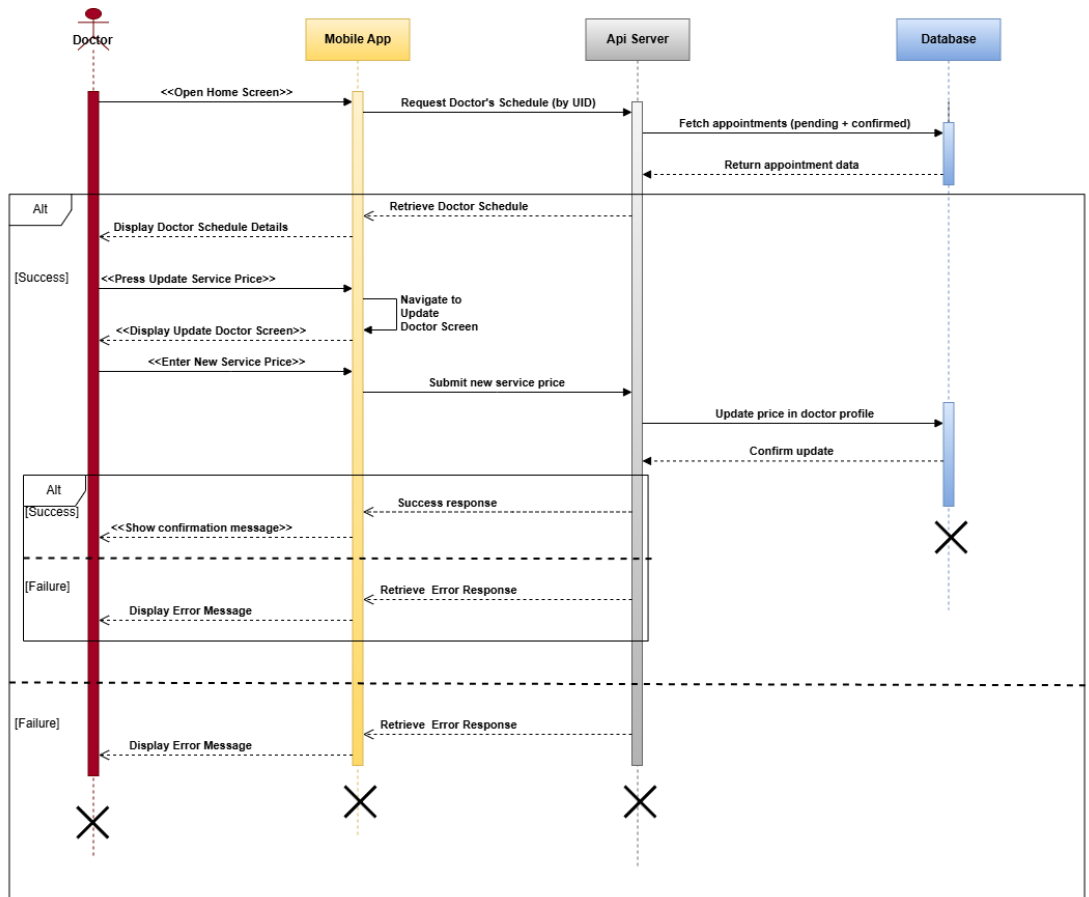 Doctor
Mobile App
Api Server
Database
<<Open Home Screen>>
Request Doctor's Schedule (by UID)
Fetch appointments (pending + confirmed)
Return appointment data
Alt
Retrieve Doctor Schedule
Display Doctor Schedule Details
[Success]
<<Press Update Service Price>>
Navigate to
Update
Doctor Screen
<<Display Update Doctor Screen>>
<<Enter New Service Price>>
Submit new service price
Update price in doctor profile
Confirm update
Alt
[Success]
Success response
<<Show confirmation message>>
[Failure]
Retrieve  Error Response
Display Error Message
[Failure]
Retrieve  Error Response
Display Error Message